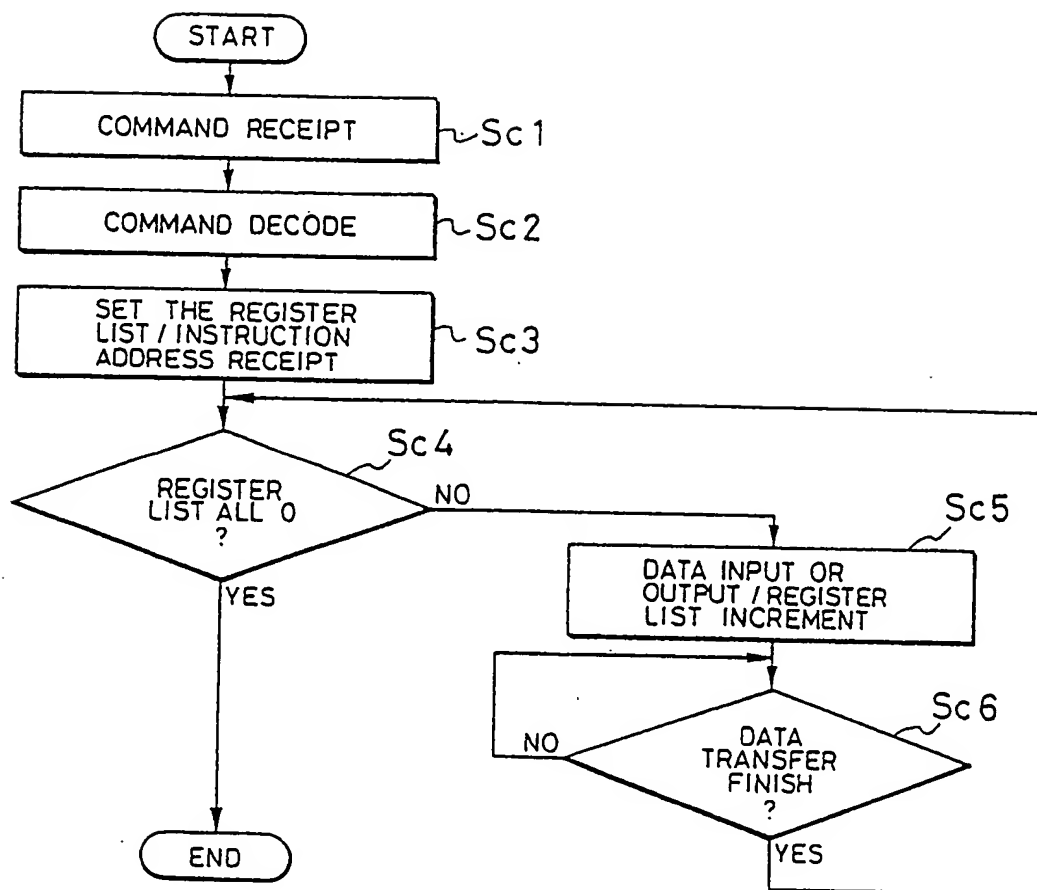 START
COMMAND RECEIPT
Sc1
COMMAND DECODE
Sc2
SET THE REGISTER
LIST / INSTRUCTION
ADDRESS RECEIPT
Sc3
Sc4
REGISTER
LIST ALL 0
?
NO
YES
Sc5
DATA INPUT OR
OUTPUT / REGISTER
LIST INCREMENT
Sc6
DATA
TRANSFER
FINISH
?
NO
YES
END